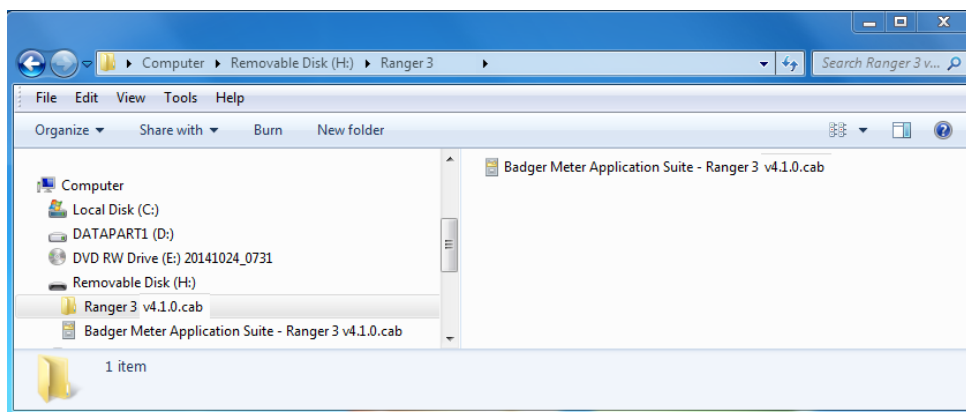 Computer Removable Disk (H:) Ranger 3 Search Ranger 3 v...
File Edit View Tools Help
Organize Share with Burn New folder
Computer
Local Disk (C:)
DATAPART1 (D:)
DVD RW Drive (E:) 20141024_0731
Removable Disk (H:)
Ranger 3 v4.1.0.cab
Badger Meter Application Suite - Ranger 3 v4.1.0.cab
Badger Meter Application Suite - Ranger 3 v4.1.0.cab
1 item